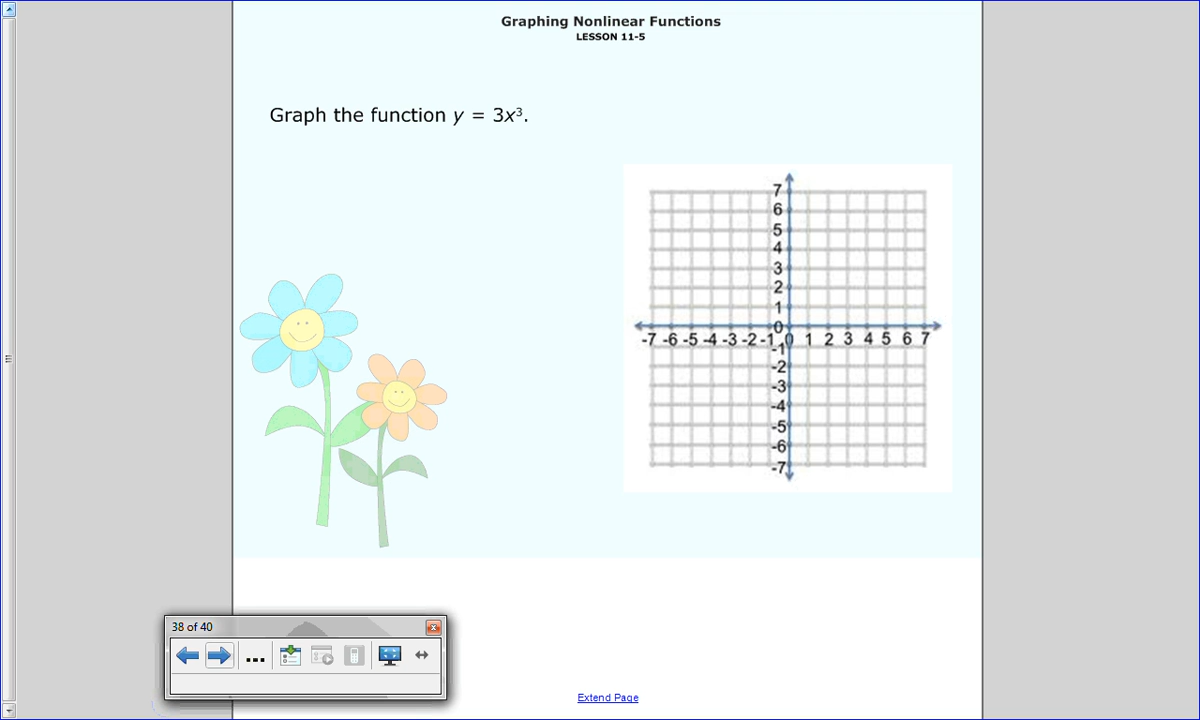 Graphing Nonlinear Functions
LESSON 11-5
Graph the function y = 3x³.
7
6
5
4
3
2
1
0
-7 -6 -5 -4 -3 -2 -1 0 1 2 3 4 5 6 7
-1
-2
-3
-4
-5
-6
-7
38 of 40
Extend Page